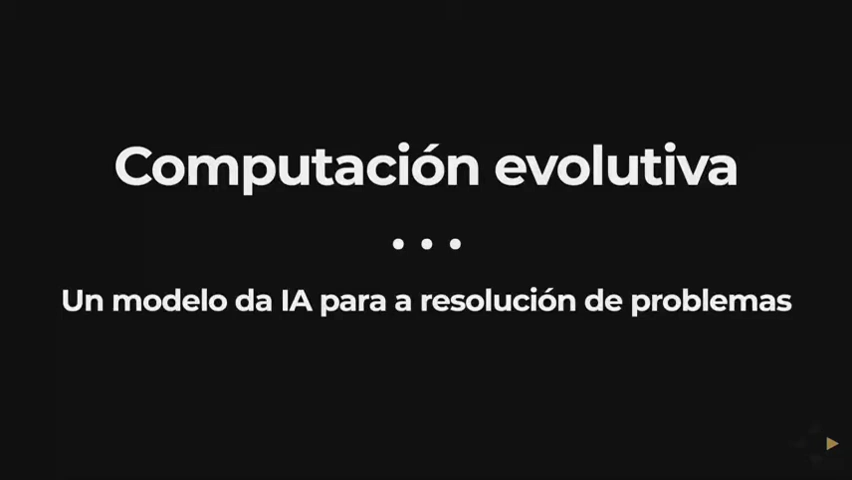 Computación evolutiva
Un modelo da IA para a resolución de problemas